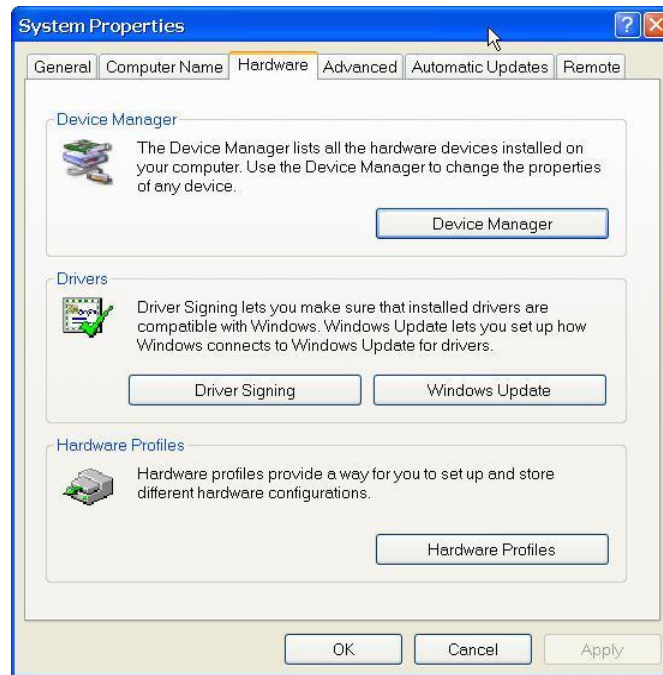 System Properties
General Computer Name Hardware Advanced Automatic Updates Remote
Device Manager
The Device Manager lists all the hardware devices installed on
your computer. Use the Device Manager to change the properties
of any device.
Device Manager
Drivers
Driver Signing lets you make sure that installed drivers are
compatible with Windows. Windows Update lets you set up how
Windows connects to Windows Update for drivers.
Driver Signing Windows Update
Hardware Profiles
Hardware profiles provide a way for you to set up and store
different hardware configurations.
Hardware Profiles
OK Cancel Apply